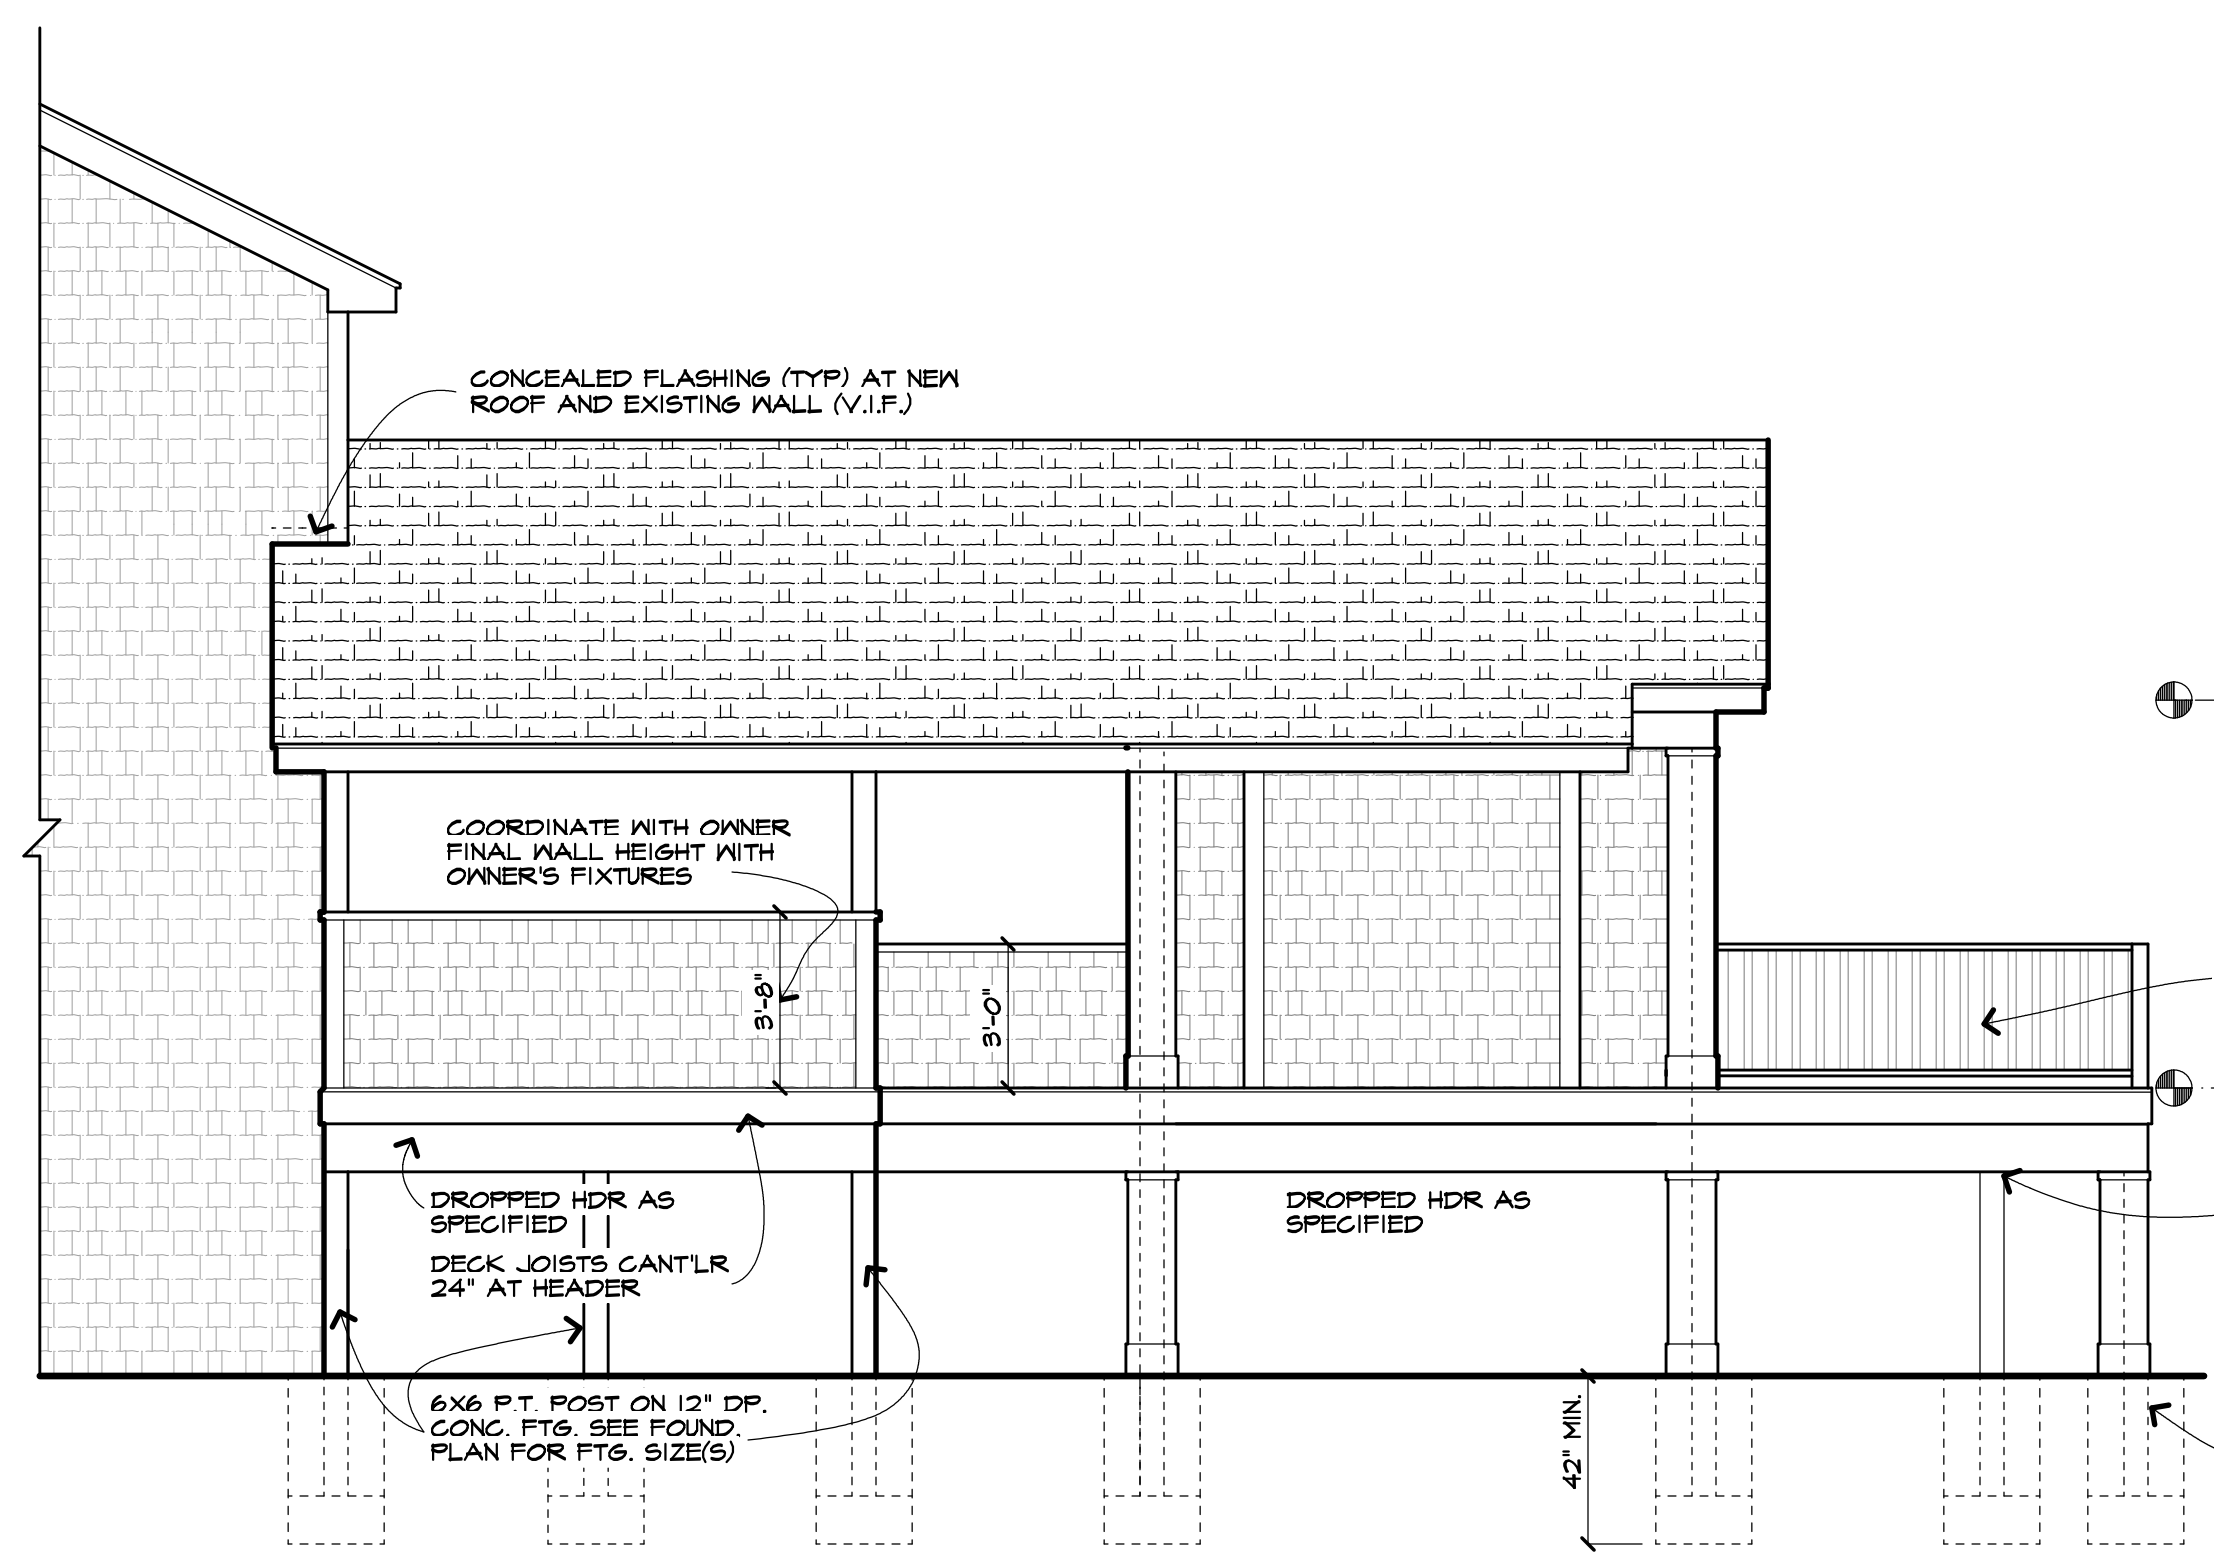 CONCEALED FLASHING (TYP) AT NEW
ROOF AND EXISTING WALL (V.I.F.)
COORDINATE WITH OWNER
FINAL WALL HEIGHT WITH
OWNER'S FIXTURES
3'-8"
3'-0"
DROPPED HDR AS
SPECIFIED
DROPPED HDR AS
SPECIFIED
DECK JOISTS CANT'LR
24" AT HEADER
6X6 P.T. POST ON 12" DP.
CONC. FTG. SEE FOUND.
PLAN FOR FTG. SIZE(S)
42" MIN.